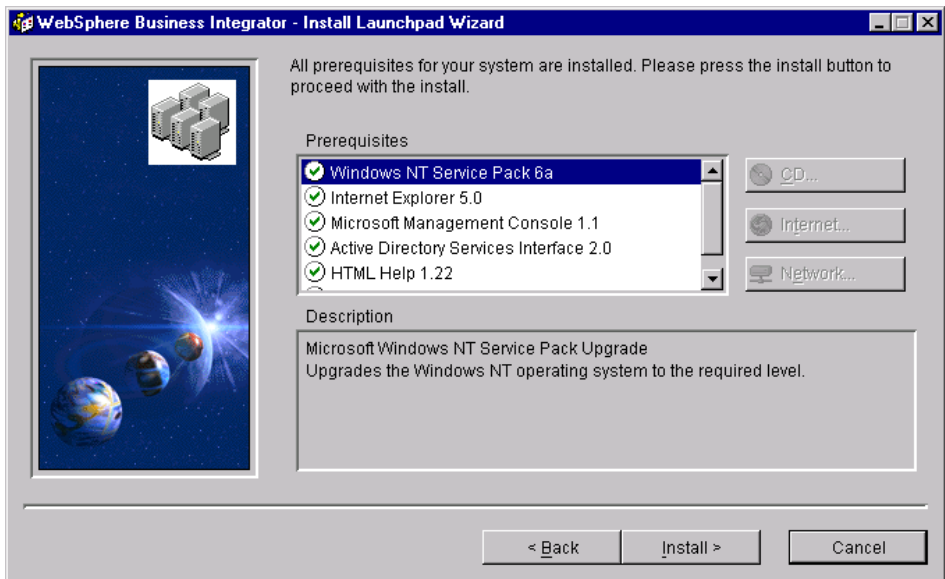 WebSphere Business Integrator - Install Launchpad Wizard
All prerequisites for your system are installed. Please press the install button to
proceed with the install.
Prerequisites
Windows NT Service Pack 6a
Internet Explorer 5.0
Microsoft Management Console 1.1
Active Directory Services Interface 2.0
HTML Help 1.22
CD...
Internet...
Network...
Description
Microsoft Windows NT Service Pack Upgrade
Upgrades the Windows NT operating system to the required level.
< Back
Install >
Cancel